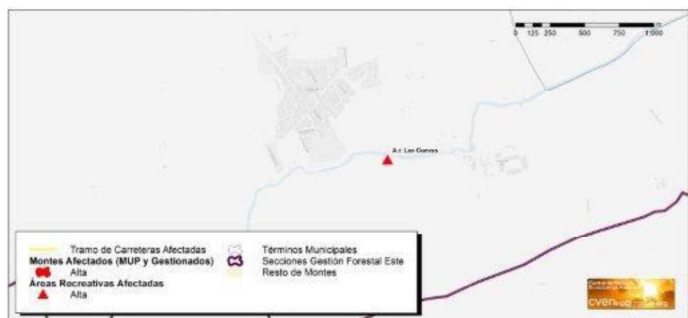 0 125 250 500 750 1.000
A.r. Las Cuevas
Tramo de Carreteras Afectadas
Montes Afectados (MUP y Gestionados)
Alta
Áreas Recreativas Afectadas
Alta
Términos Municipales
Secciones Gestión Forestal Este
Resto de Montes